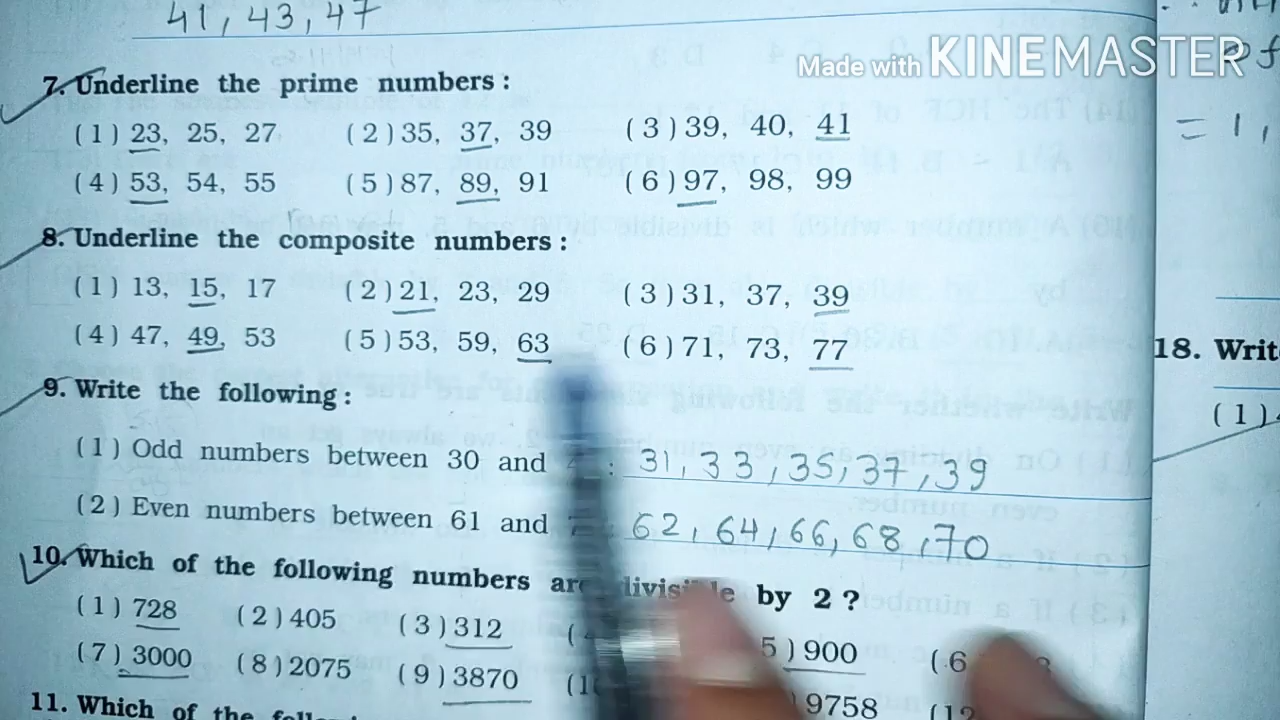 41, 43, 47
Made with KINEMASTER
= 1,
7. Underline the prime numbers :
(1) 23, 25, 27 (2) 35, 37, 39 (3) 39, 40, 41
(4) 53, 54, 55 (5) 87, 89, 91 (6) 97, 98, 99
8. Underline the composite numbers :
(1) 13, 15, 17 (2) 21, 23, 29 (3) 31, 37, 39
(4) 47, 49, 53 (5) 53, 59, 63 (6) 71, 73, 77
18. Writ
(1)
9. Write the following :
(1) Odd numbers between 30 and : 31, 33, 35, 37, 39
(2) Even numbers between 61 and : 62, 64, 66, 68, 70
10. Which of the following numbers are divisible by 2 ?
(1) 728 (2) 405 (3) 312 5) 900 (6
(7) 3000 (8) 2075 (9) 3870 9758 (12
11. Which of the